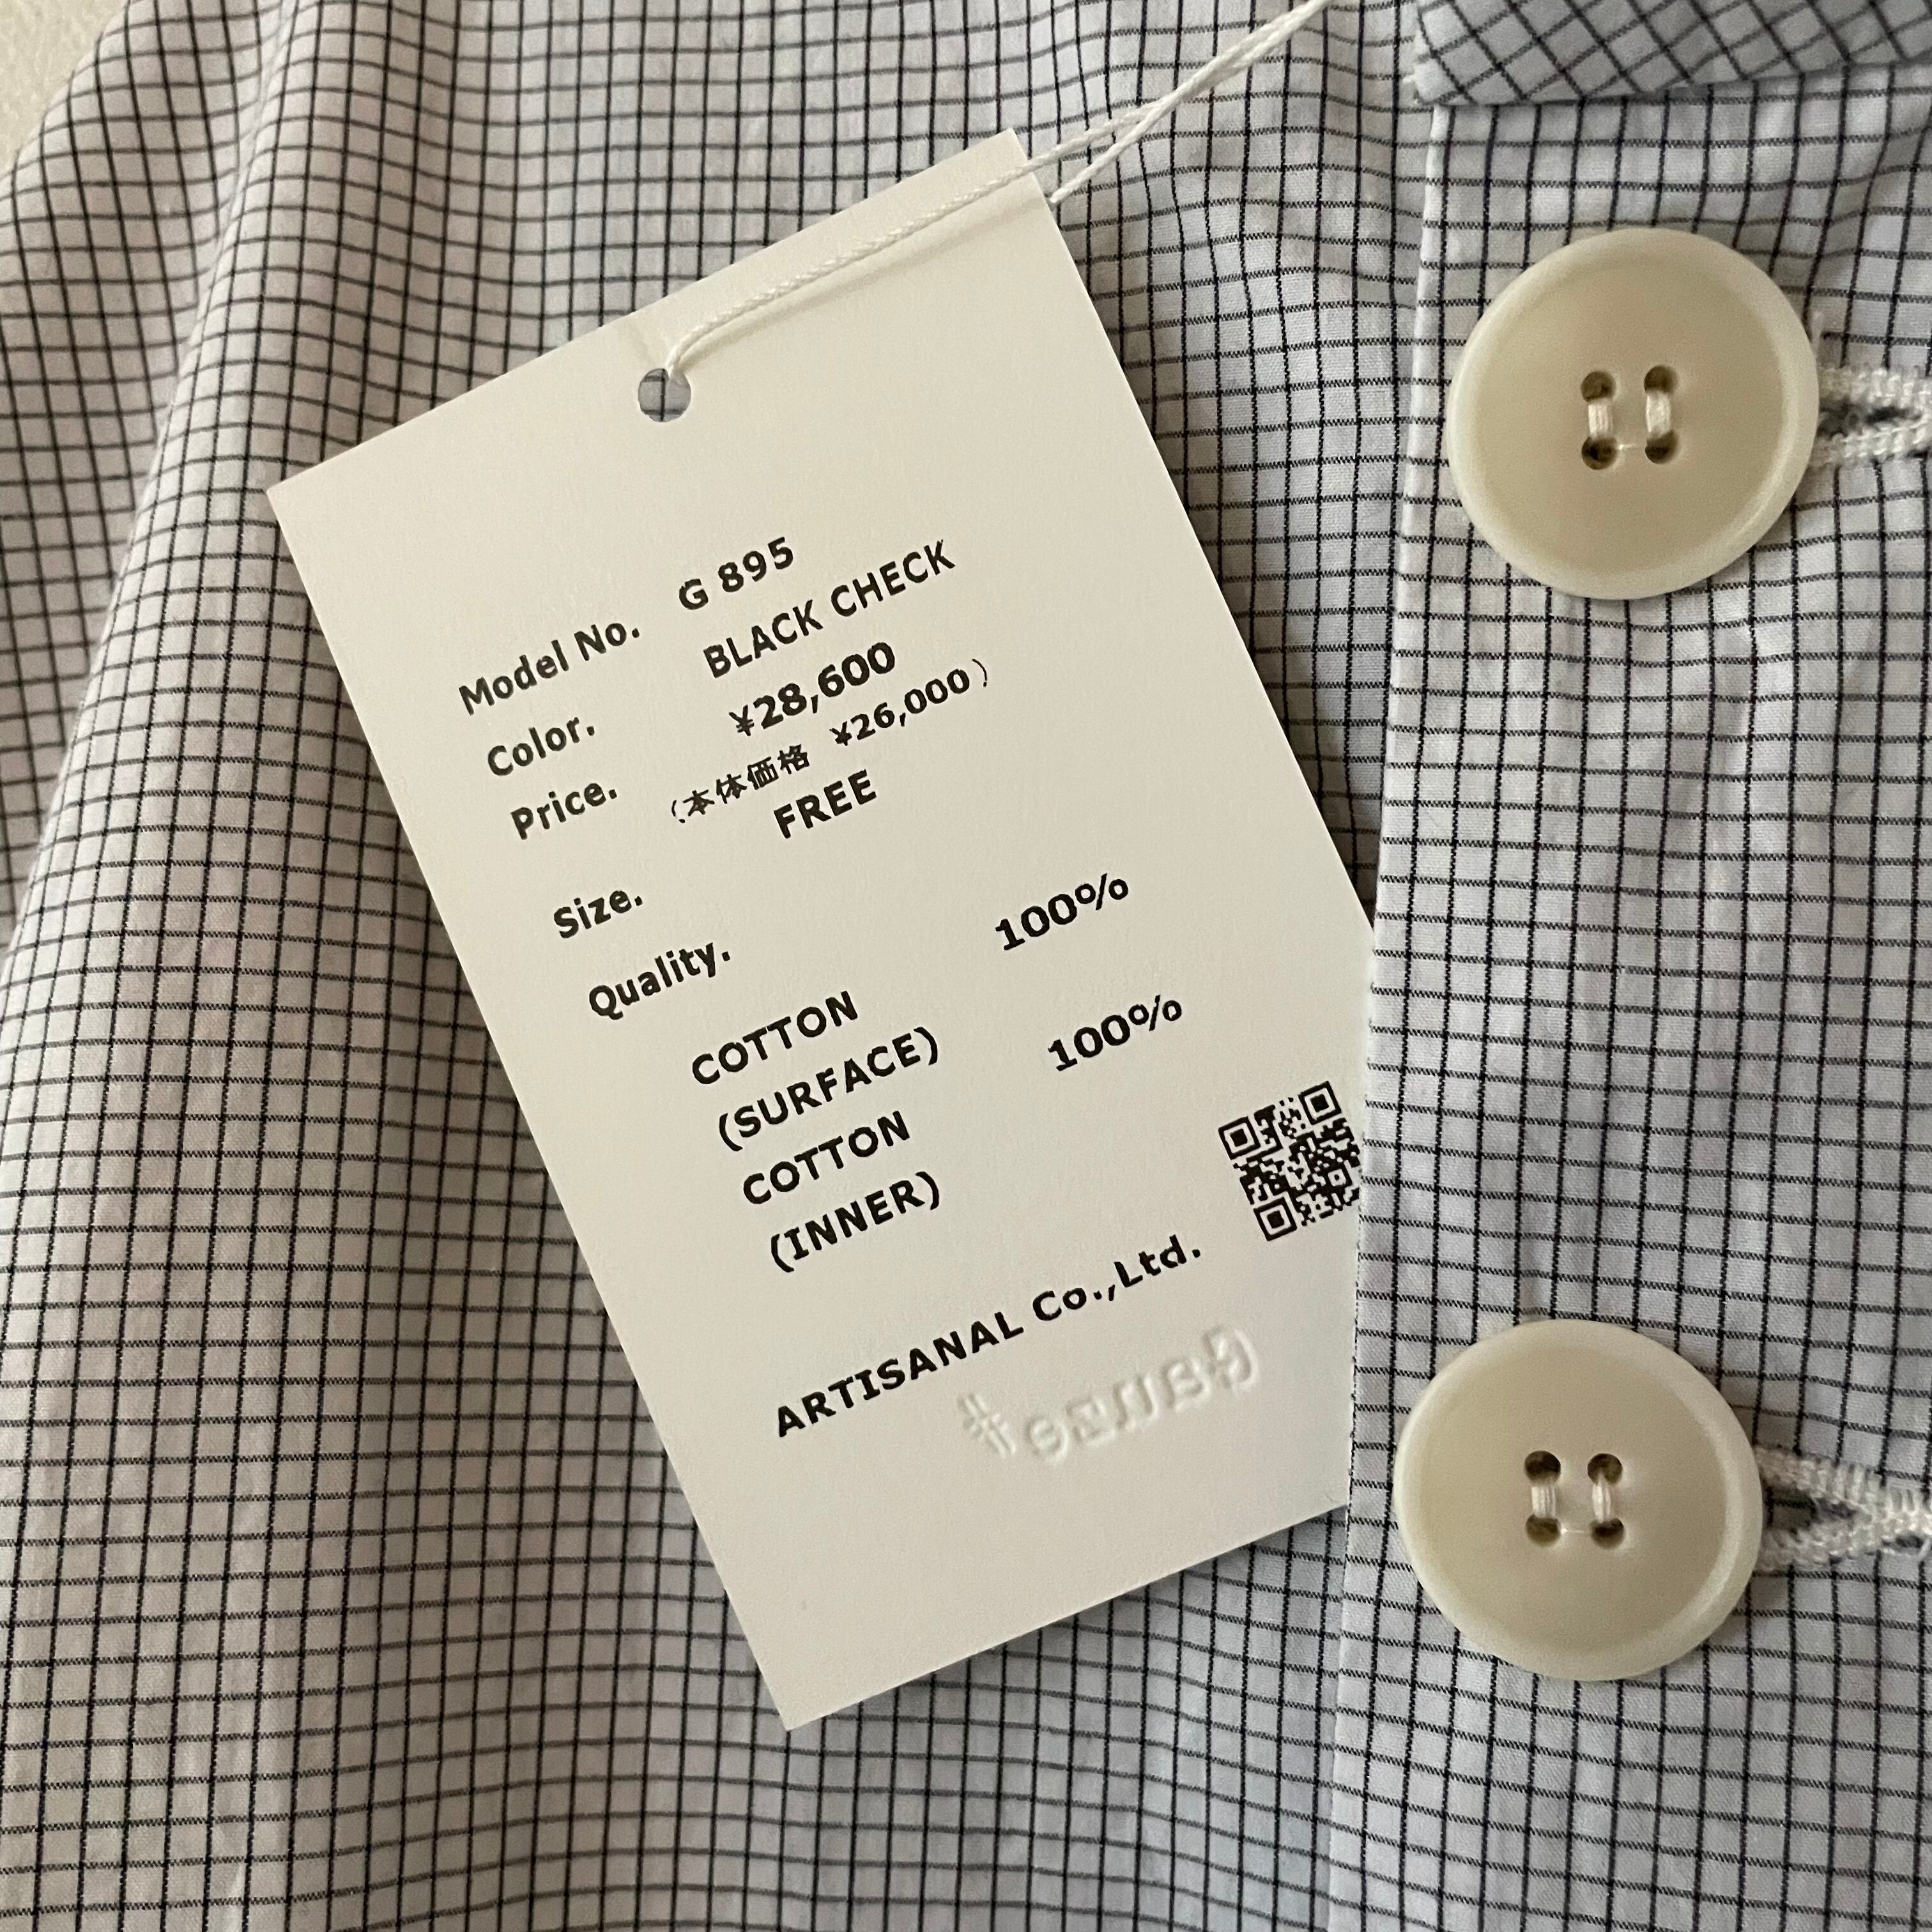 Model No. G 895
Color. BLACK CHECK
Price. ¥28,600
(本体価格 ¥26,000)
Size. FREE
Quality.
COTTON 100%
(SURFACE)
COTTON 100%
(INNER)
ARTISANAL Co.,Ltd.
Gauze#